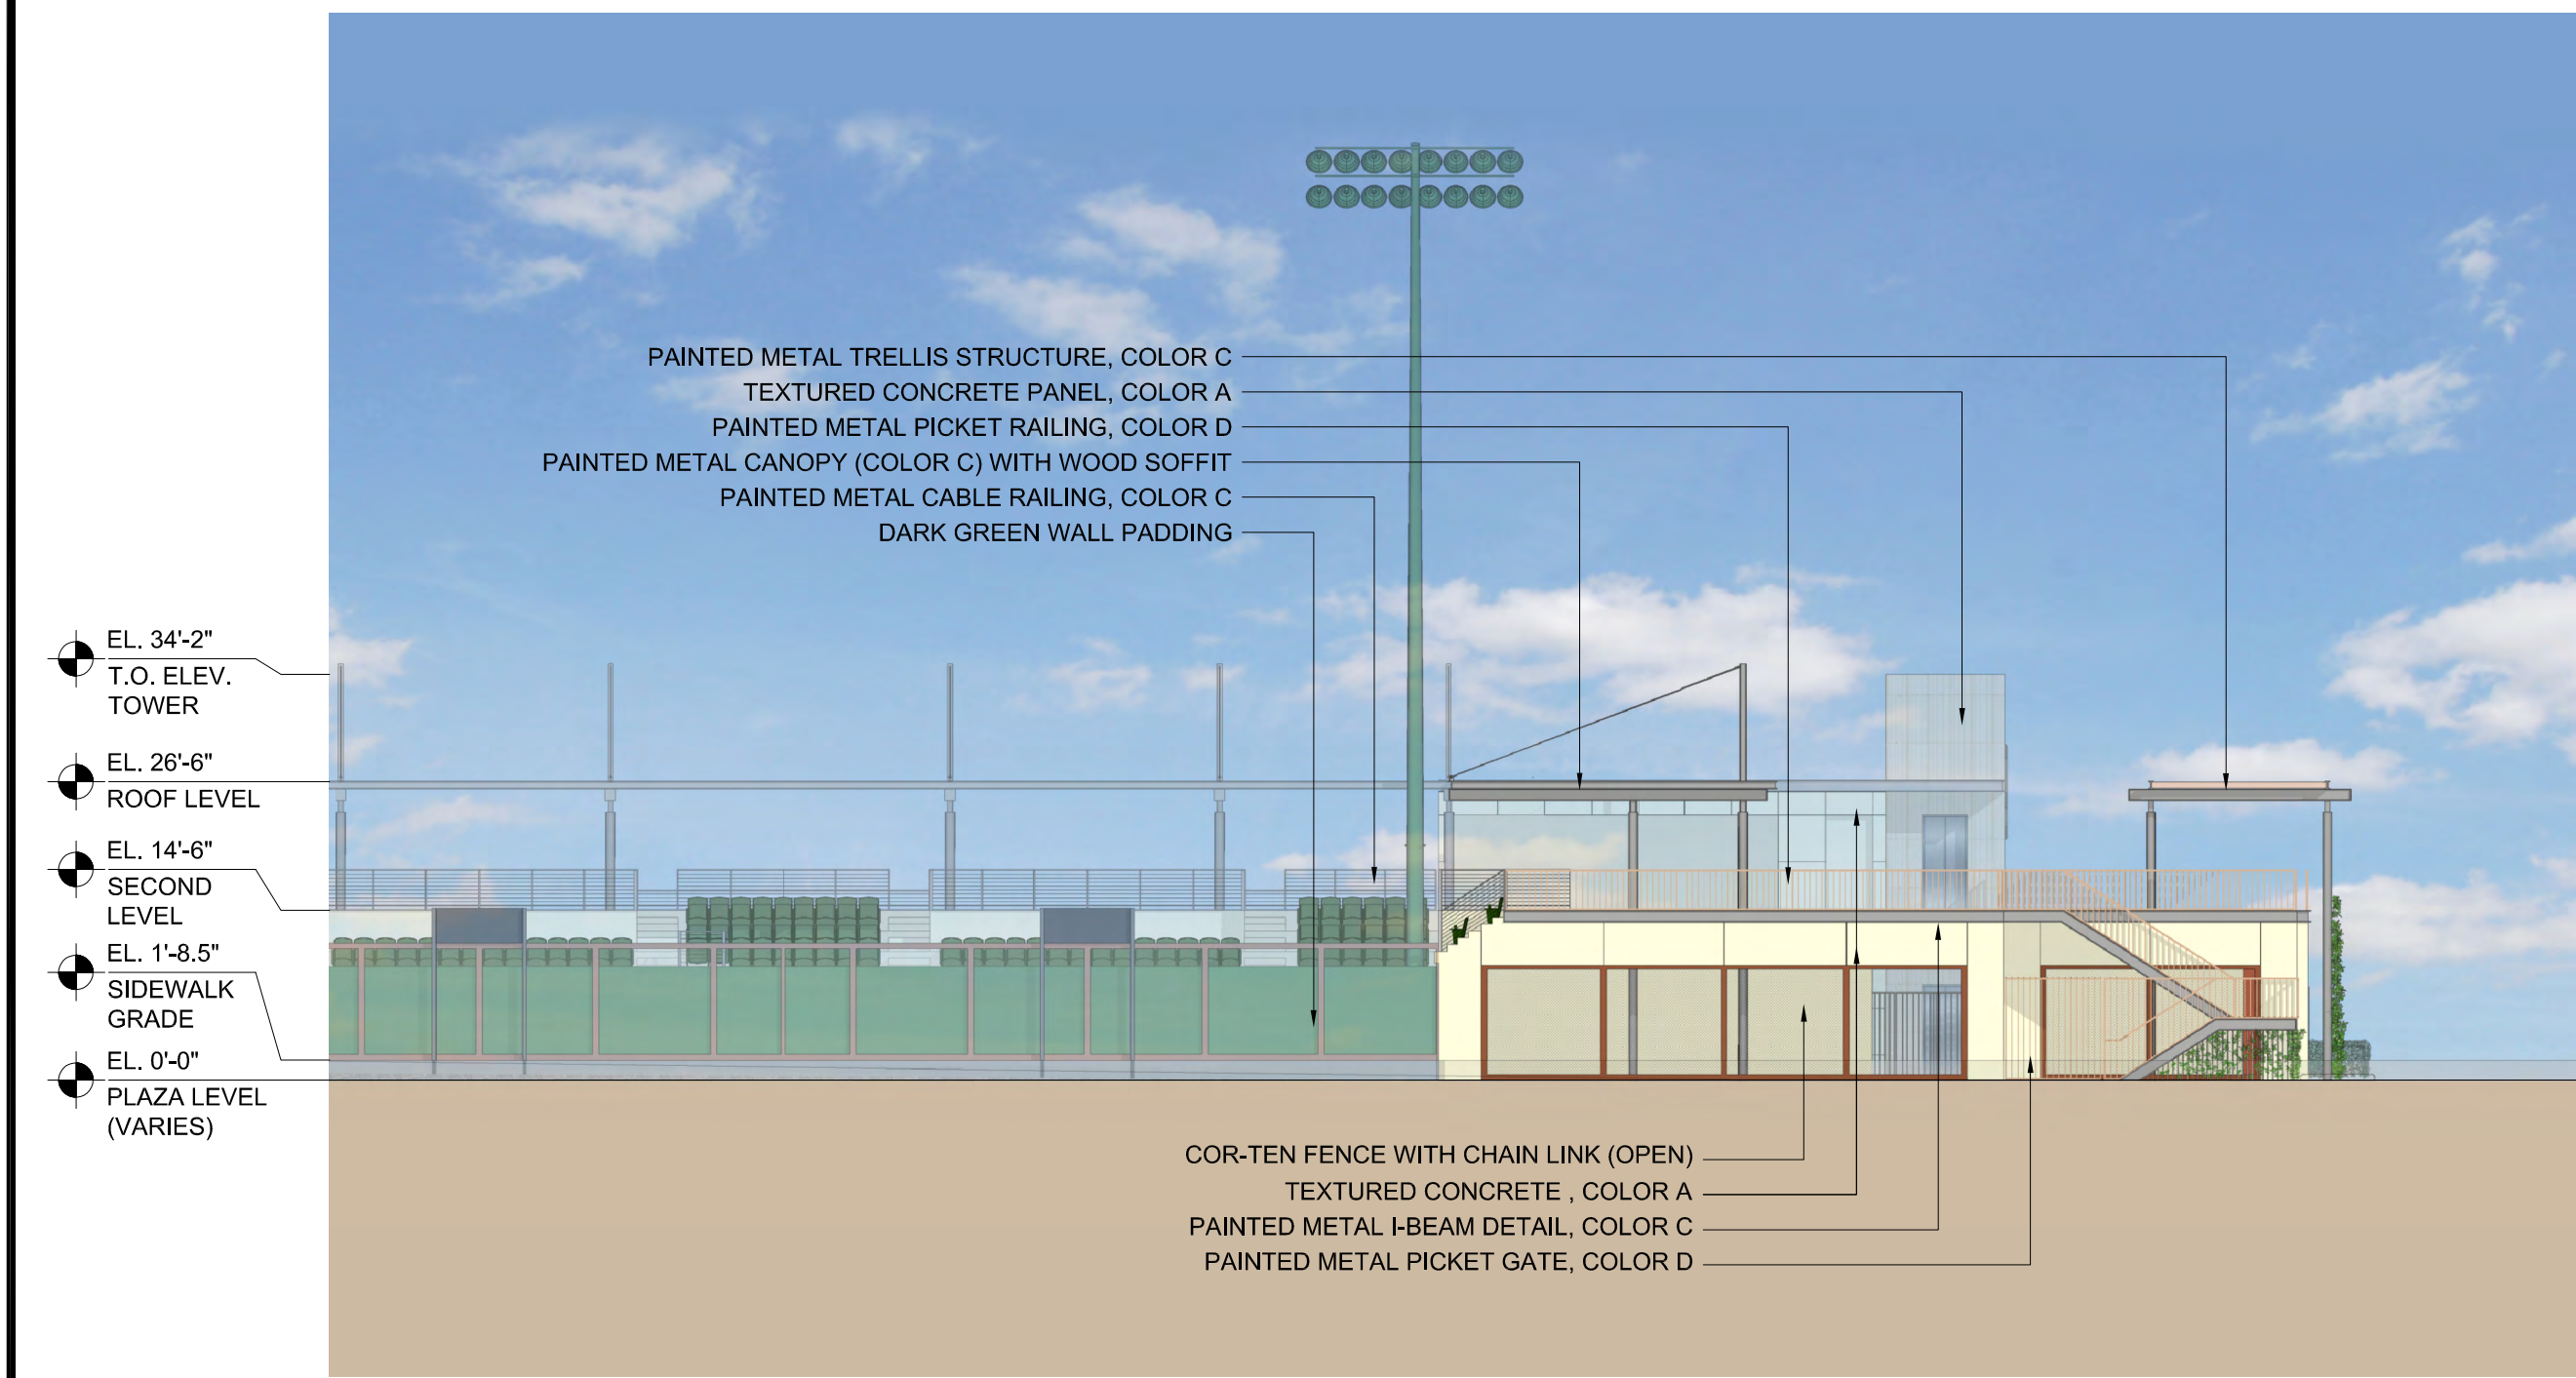 PAINTED METAL TRELLIS STRUCTURE, COLOR C
TEXTURED CONCRETE PANEL, COLOR A
PAINTED METAL PICKET RAILING, COLOR D
PAINTED METAL CANOPY (COLOR C) WITH WOOD SOFFIT
PAINTED METAL CABLE RAILING, COLOR C
DARK GREEN WALL PADDING
EL. 34'-2"
T.O. ELEV.
TOWER
EL. 26'-6"
ROOF LEVEL
EL. 14'-6"
SECOND
LEVEL
EL. 1'-8.5"
SIDEWALK
GRADE
EL. 0'-0"
PLAZA LEVEL
(VARIES)
COR-TEN FENCE WITH CHAIN LINK (OPEN)
TEXTURED CONCRETE , COLOR A
PAINTED METAL I-BEAM DETAIL, COLOR C
PAINTED METAL PICKET GATE, COLOR D